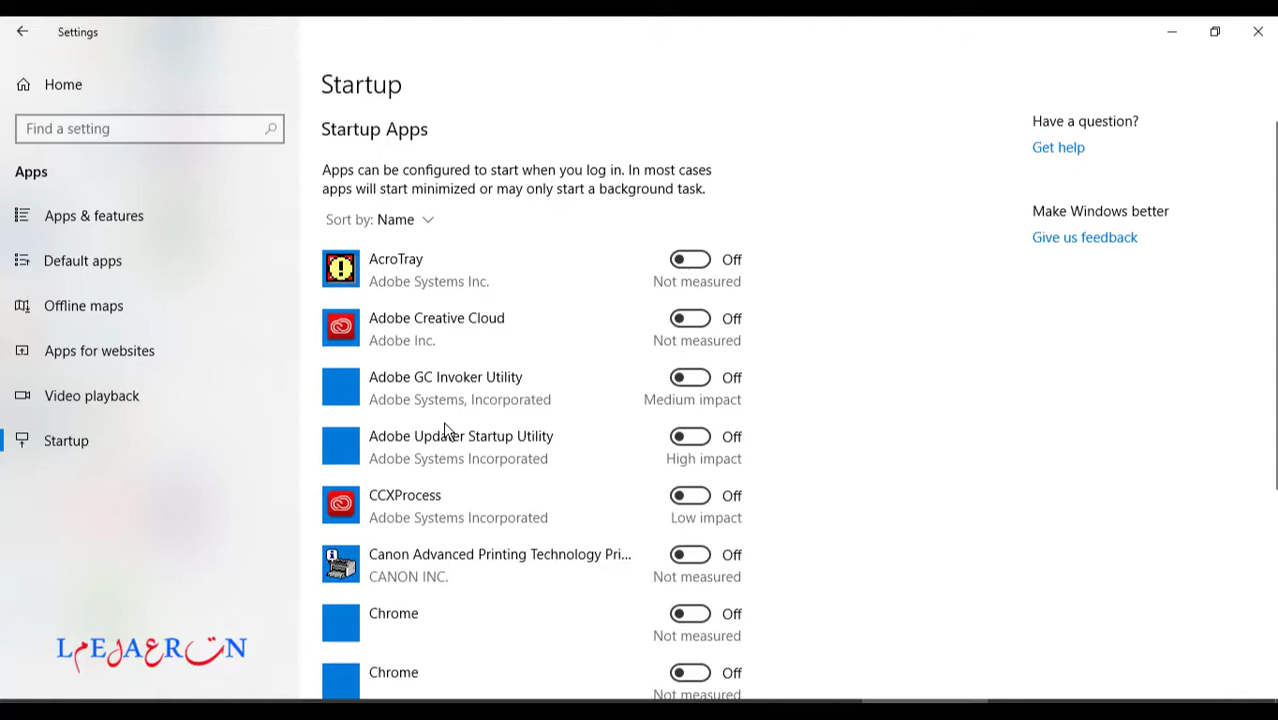 Settings
Home
Find a setting
Apps
Apps & features
Default apps
Offline maps
Apps for websites
Video playback
Startup
Startup
Startup Apps
Apps can be configured to start when you log in. In most cases
apps will start minimized or may only start a background task.
Sort by: Name
AcroTray
Off
Adobe Systems Inc.
Not measured
Adobe Creative Cloud
Off
Adobe Inc.
Not measured
Adobe GC Invoker Utility
Off
Adobe Systems, Incorporated
Medium impact
Adobe Updater Startup Utility
Off
Adobe Systems Incorporated
High impact
CCXProcess
Off
Adobe Systems Incorporated
Low impact
Canon Advanced Printing Technology Pri...
Off
CANON INC.
Not measured
Chrome
Off
Not measured
Chrome
Off
Not measured
Have a question?
Get help
Make Windows better
Give us feedback